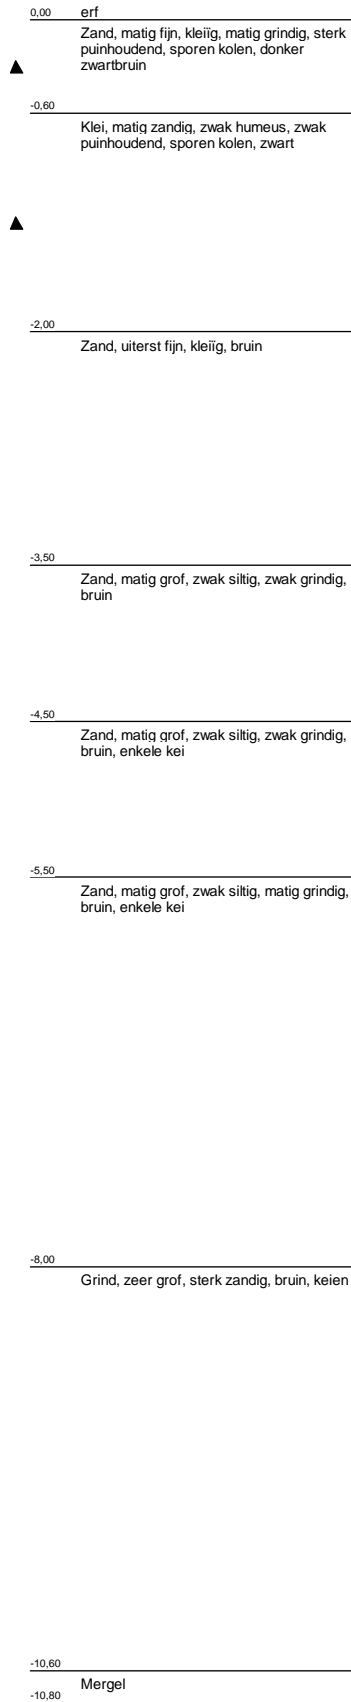 0,00 erf
Zand, matig fijn, kleiïg, matig grindig, sterk
puinhoudend, sporen kolen, donker
zwartbruin
-0,60
Klei, matig zandig, zwak humeus, zwak
puinhoudend, sporen kolen, zwart
-2,00
Zand, uiterst fijn, kleiïg, bruin
-3,50
Zand, matig grof, zwak siltig, zwak grindig,
bruin
-4,50
Zand, matig grof, zwak siltig, zwak grindig,
bruin, enkele kei
-5,50
Zand, matig grof, zwak siltig, matig grindig,
bruin, enkele kei
-8,00
Grind, zeer grof, sterk zandig, bruin, keien
-10,60
Mergel
-10,80